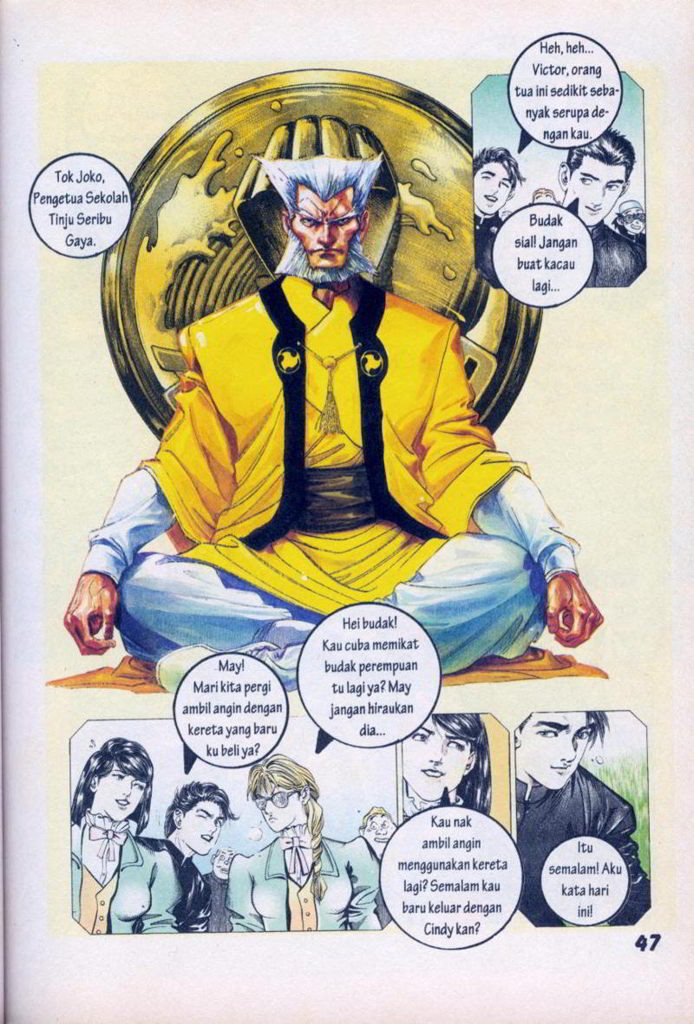 Heh, heh...
Victor, orang
tua ini sedikit seba-
nyak serupa de-
ngan kau.
Budak
sial! Jangan
buat kacau
lagi...
Tok Joko,
Pengetua Sekolah
Tinju Seribu
Gaya.
May!
Mari kita pergi
ambil angin dengan
kereta yang baru
ku beli ya?
Hei budak!
Kau cuba memikat
budak perempuan
tu lagi ya? May
jangan hiraukan
dia...
Kau nak
ambil angin
menggunakan kereta
lagi? Semalam kau
baru keluar dengan
Cindy kan?
Itu
semalam! Aku
kata hari
ini!
47